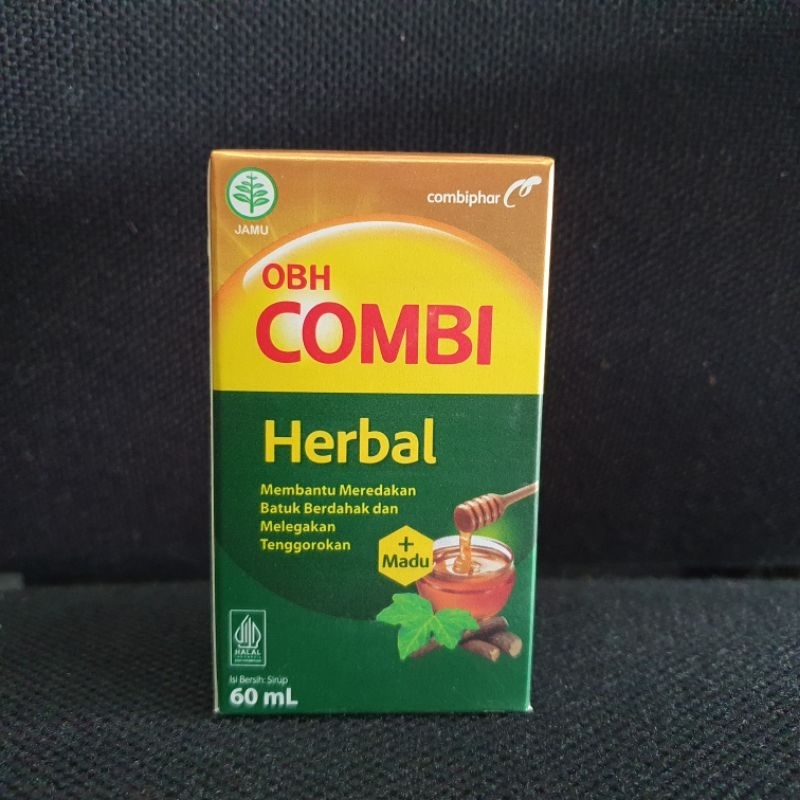 JAMU
combiphar
OBH
COMBI
Herbal
Membantu Meredakan
Batuk Berdahak dan
Melegakan
Tenggorokan
+
Madu
HALAL
INDONESIA
Isi Bersih: Sirup
60 mL